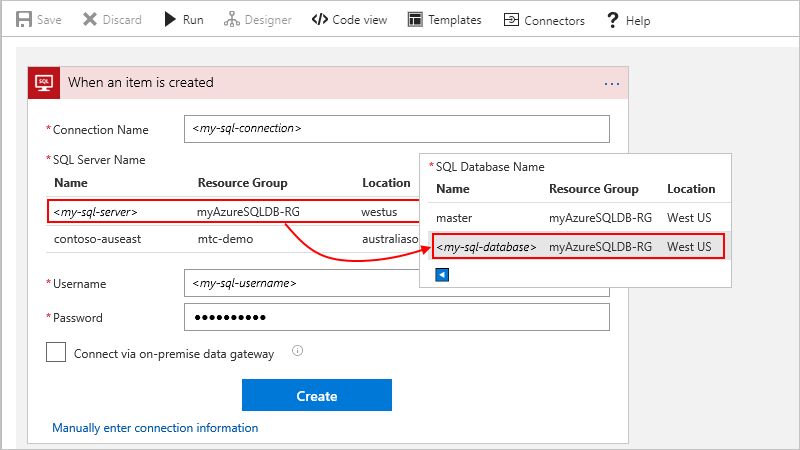 Save Discard Run Designer Code view Templates Connectors Help
SQL When an item is created ...
* Connection Name <my-sql-connection>
* SQL Server Name
Name Resource Group Location
<my-sql-server> myAzureSQLDB-RG westus
contoso-auseast mtc-demo australiaso
* SQL Database Name
Name Resource Group Location
master myAzureSQLDB-RG West US
<my-sql-database> myAzureSQLDB-RG West US
* Username <my-sql-username>
* Password ●●●●●●●●●●
Connect via on-premise data gateway
Create
Manually enter connection information